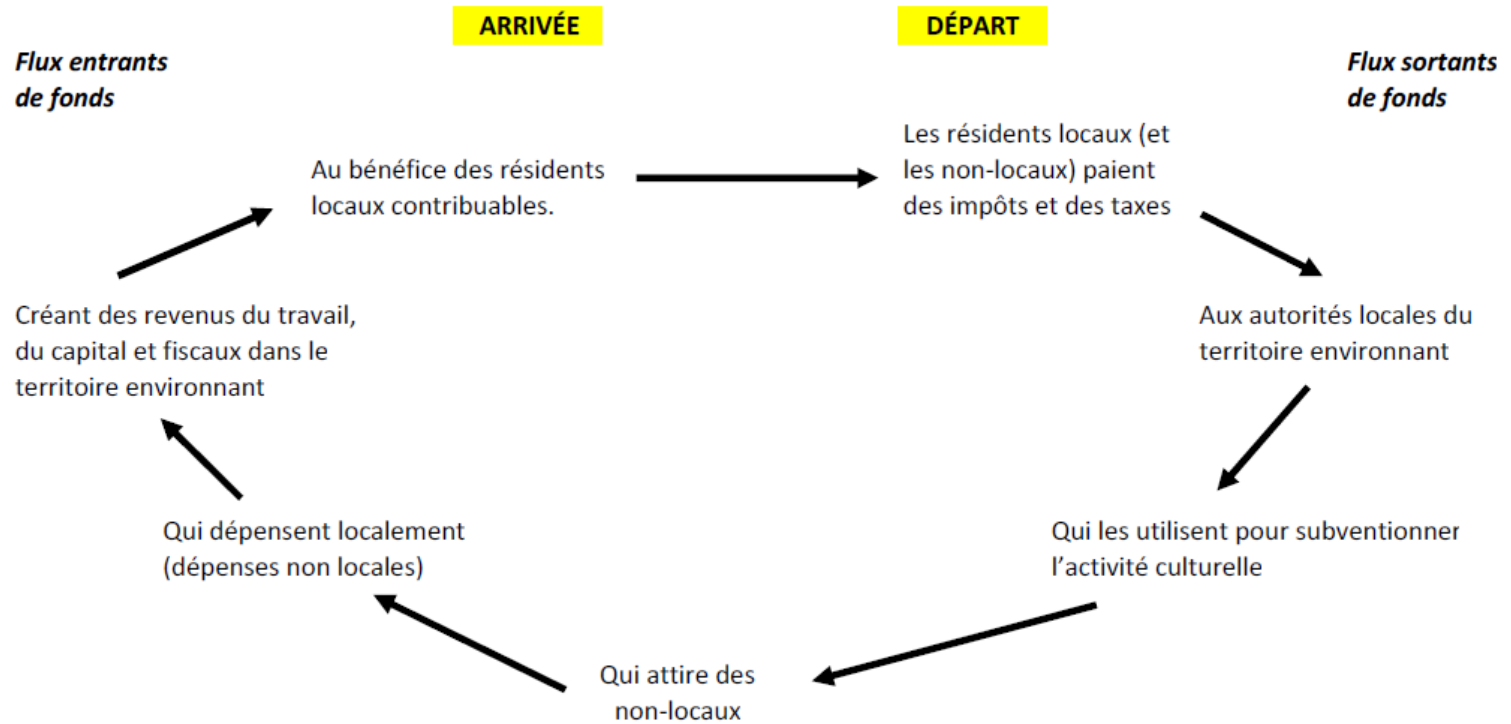 ARRIVÉE
DÉPART
Flux entrants
de fonds
Flux sortants
de fonds
Au bénéfice des résidents
locaux contribuables.
Les résidents locaux (et
les non-locaux) paient
des impôts et des taxes
Aux autorités locales du
territoire environnant
Qui les utilisent pour subventionner
l’activité culturelle
Qui attire des
non-locaux
Qui dépensent localement
(dépenses non locales)
Créant des revenus du travail,
du capital et fiscaux dans le
territoire environnant